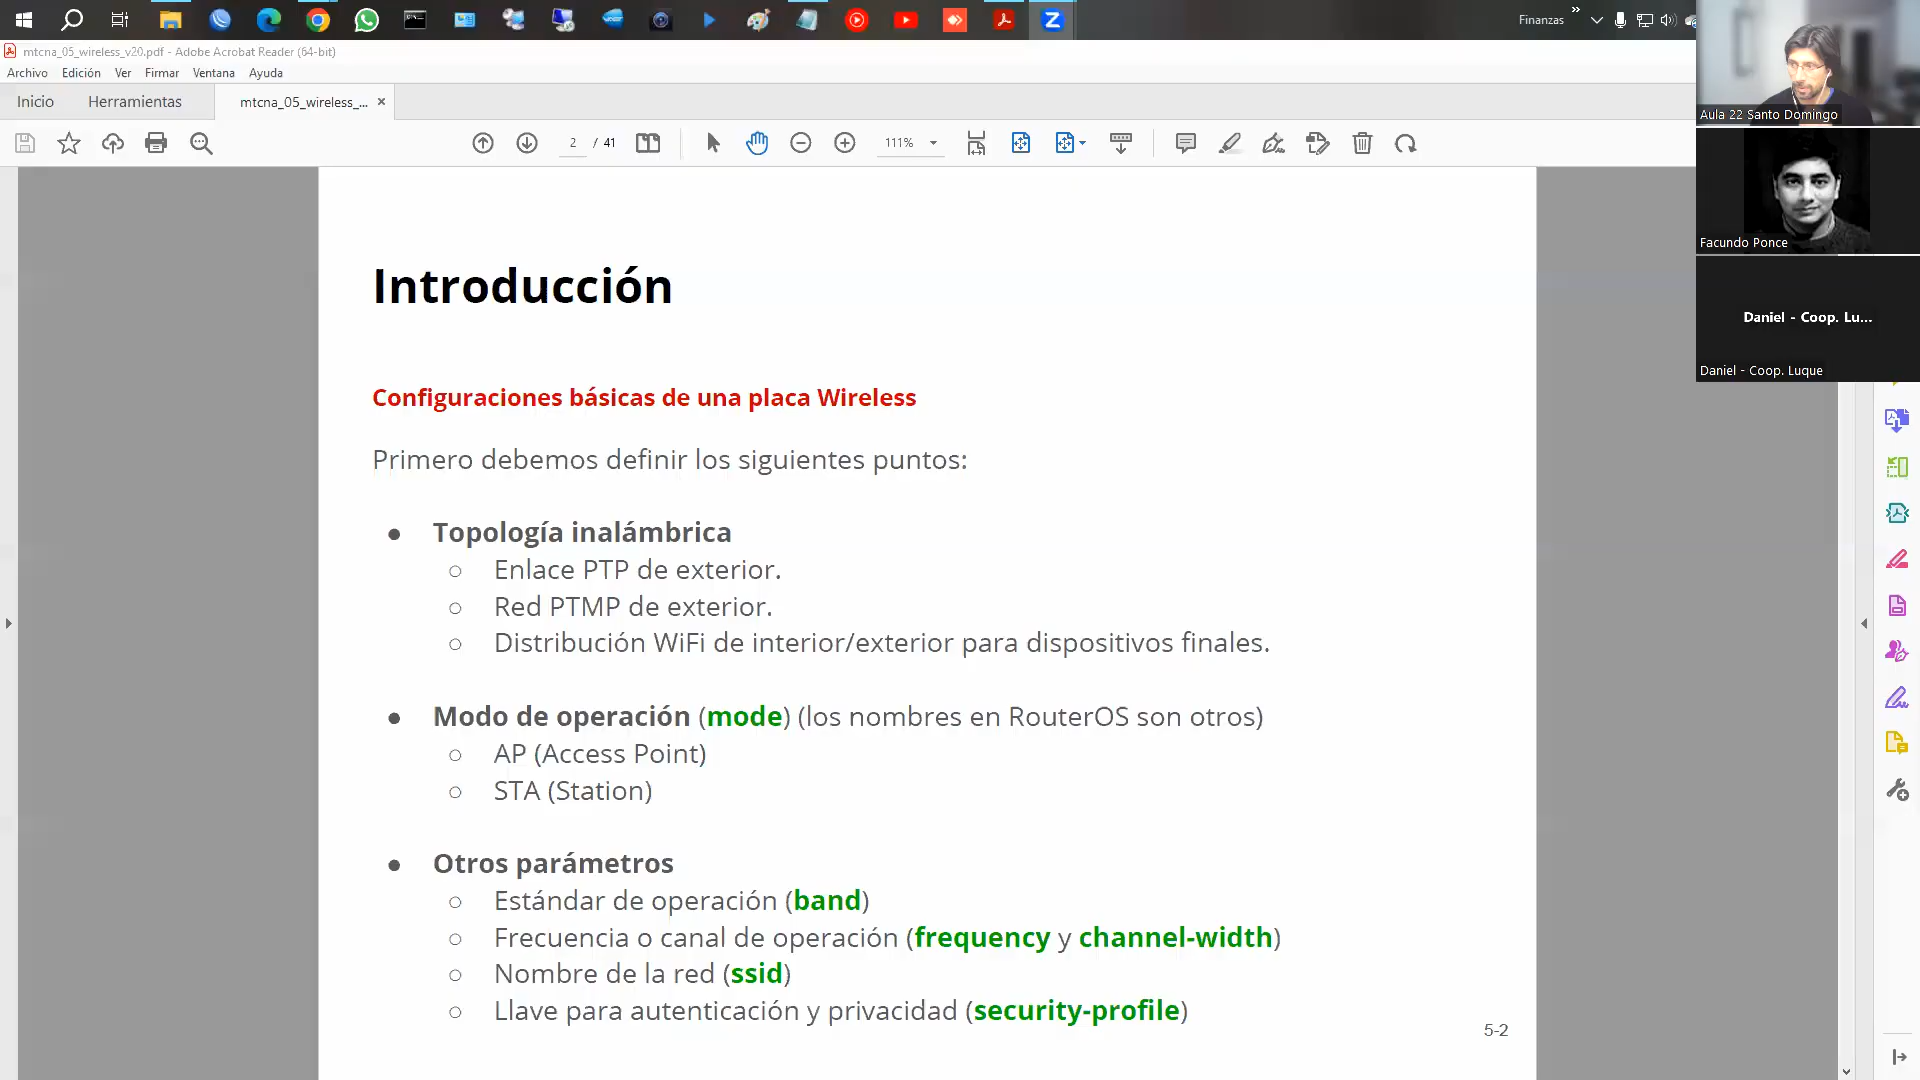 Finanzas
»
mtcna_05_wireless_v20.pdf - Adobe Acrobat Reader (64-bit)
Archivo Edición Ver Firmar Ventana Ayuda
Inicio Herramientas mtcna_05_wireless_... ×
2 / 41 111%
Aula 22 Santo Domingo
Facundo Ponce
Daniel - Coop. Lu...
Daniel - Coop. Luque
Introducción
Configuraciones básicas de una placa Wireless
Primero debemos definir los siguientes puntos:
● Topología inalámbrica
○ Enlace PTP de exterior.
○ Red PTMP de exterior.
○ Distribución WiFi de interior/exterior para dispositivos finales.
● Modo de operación (mode) (los nombres en RouterOS son otros)
○ AP (Access Point)
○ STA (Station)
● Otros parámetros
○ Estándar de operación (band)
○ Frecuencia o canal de operación (frequency y channel-width)
○ Nombre de la red (ssid)
○ Llave para autenticación y privacidad (security-profile)
5-2